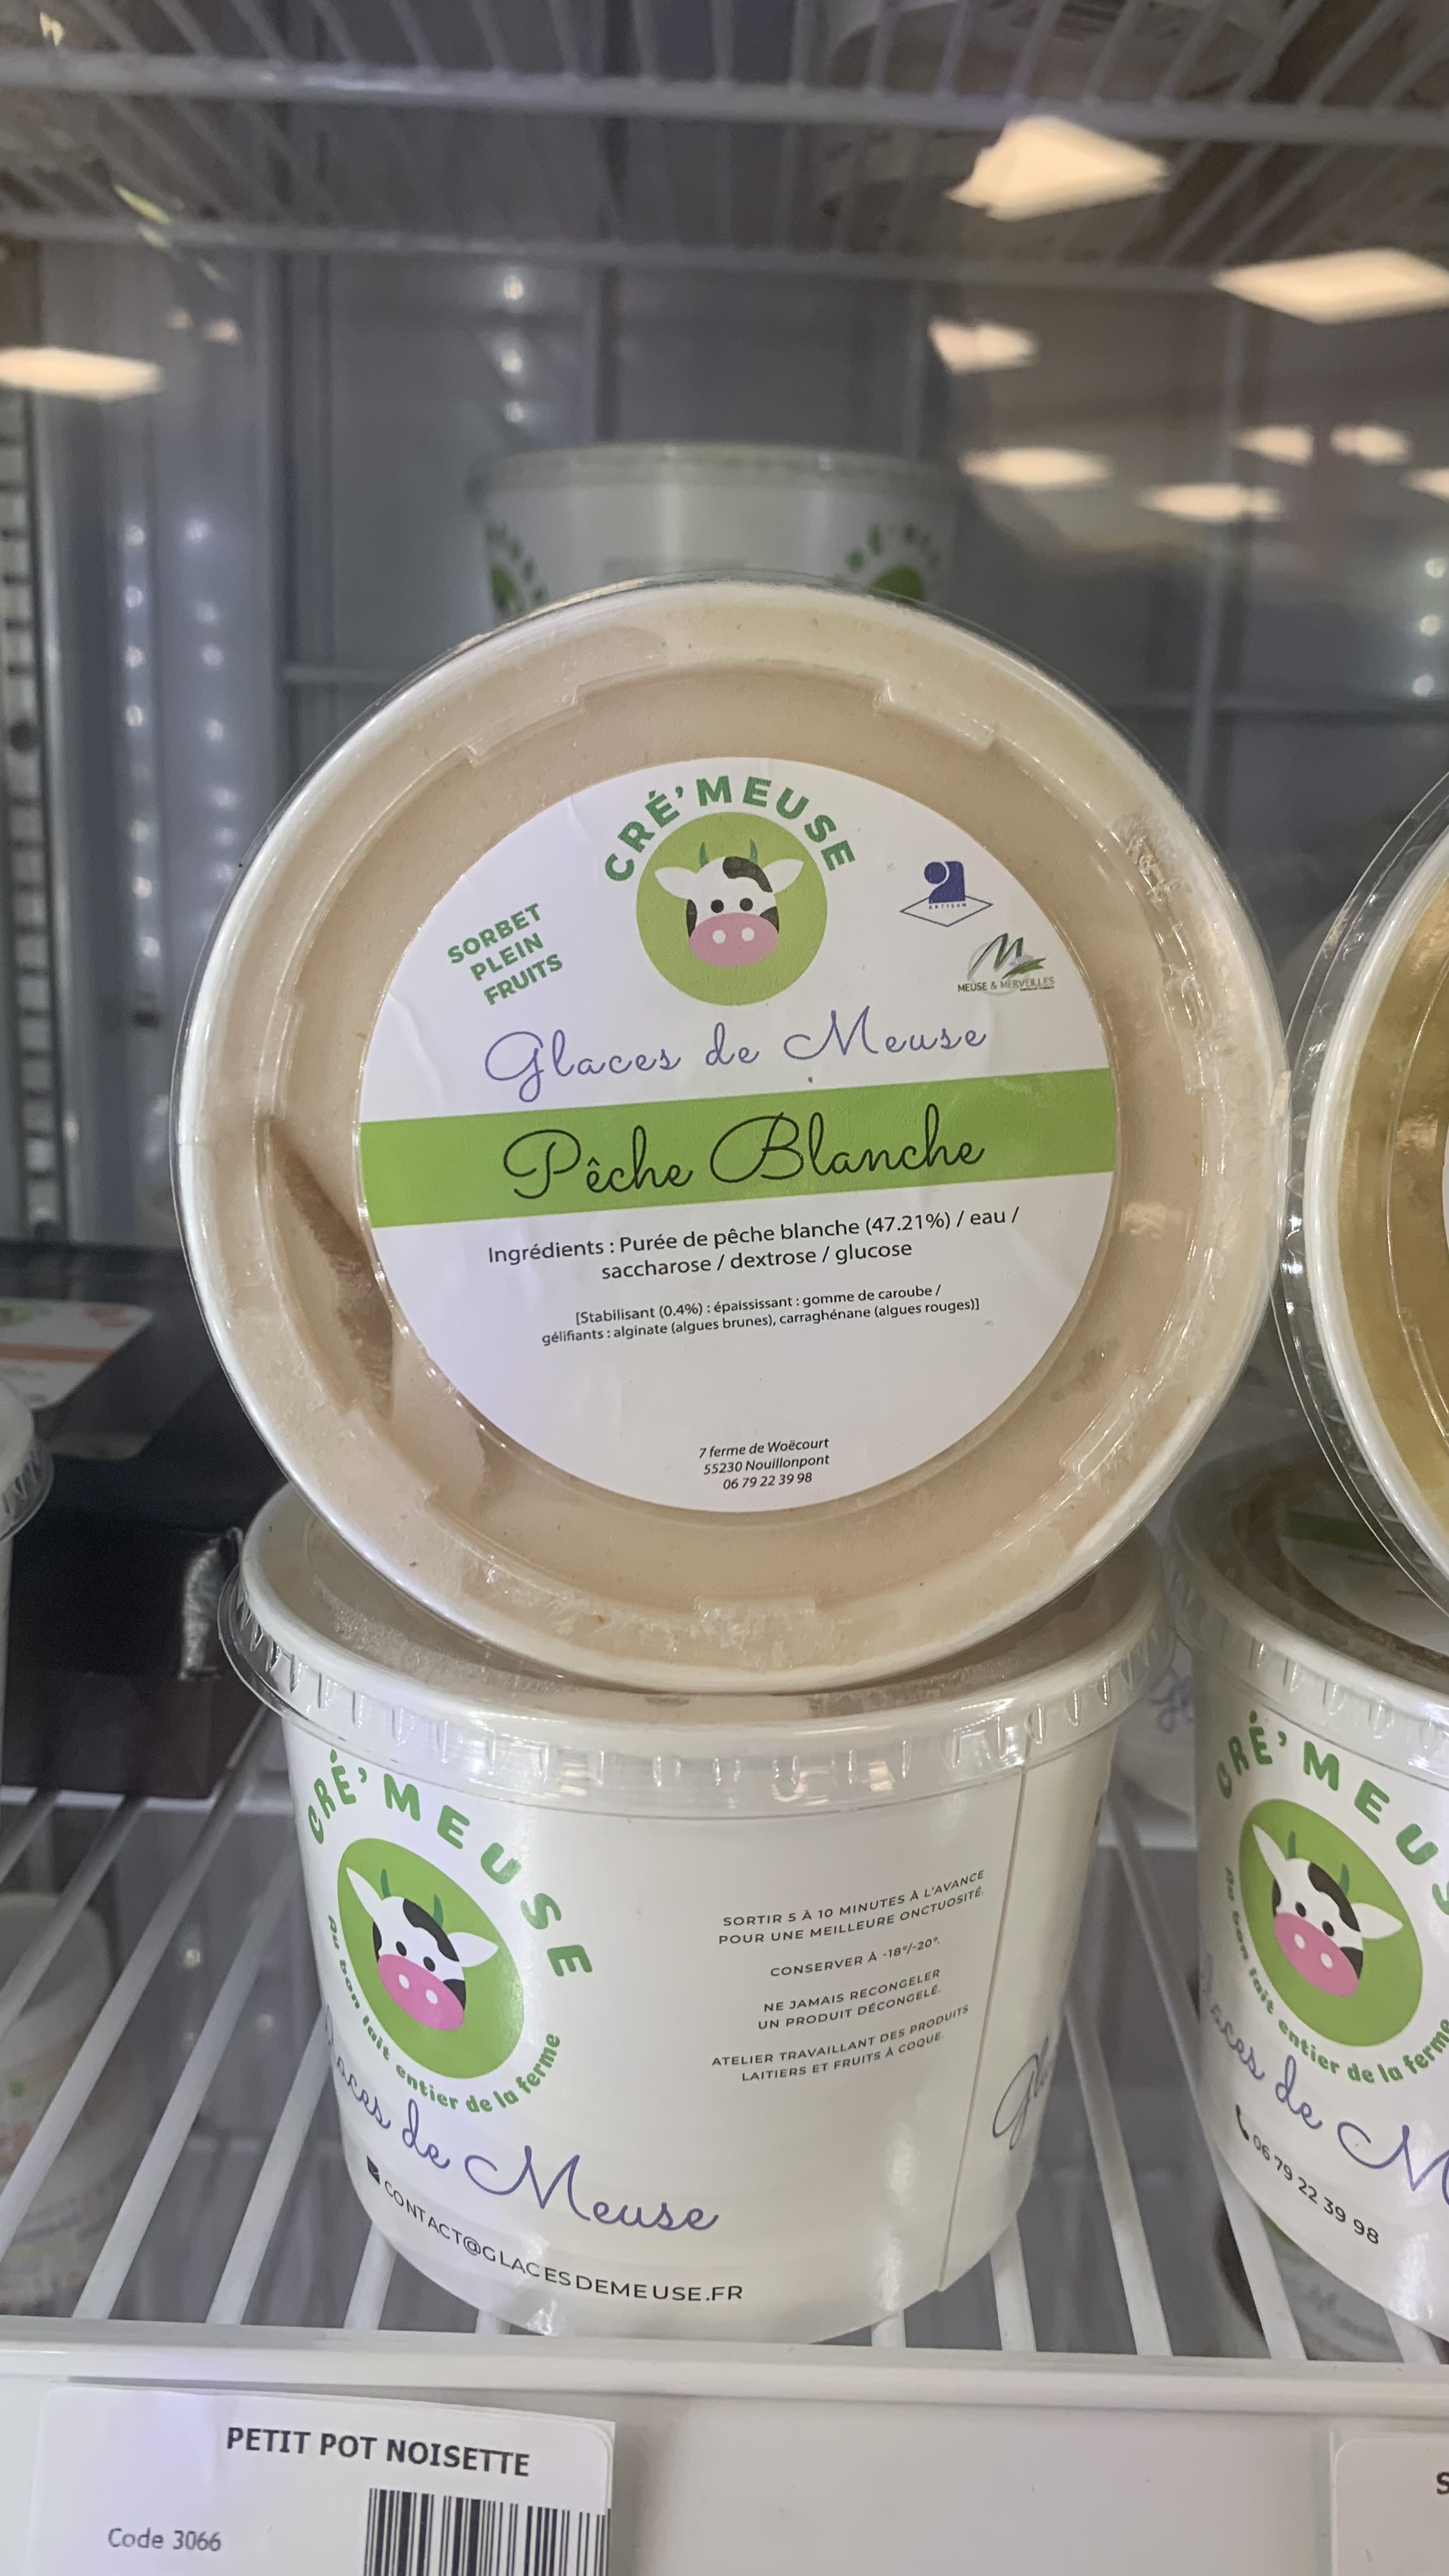 CRÉ'MEUSE
SORBET
PLEIN
FRUITS
ARTISAN
MEUSE & MERVEILLES
Glaces de Meuse
Pêche Blanche
Ingrédients : Purée de pêche blanche (47.21%) / eau /
saccharose / dextrose / glucose
[Stabilisant (0.4%) : épaississant : gomme de caroube /
gélifiants : alginate (algues brunes), carraghénane (algues rouges)]
7 ferme de Woëcourt
55230 Nouillonpont
06 79 22 39 98
CRÉ'MEUSE
Du bon lait entier de la ferme
de Meuse
CONTACT@GLACESDEMEUSE.FR
SORTIR 5 À 10 MINUTES À L'AVANCE
POUR UNE MEILLEURE ONCTUOSITÉ.
CONSERVER À -18°/-20°.
NE JAMAIS RECONGELER
UN PRODUIT DÉCONGELÉ.
ATELIER TRAVAILLANT DES PRODUITS
LAITIERS ET FRUITS À COQUE.
CRÉ'MEUS
Du bon lait entier de la ferme
de M
06 79 22 39 98
PETIT POT NOISETTE
Code 3066